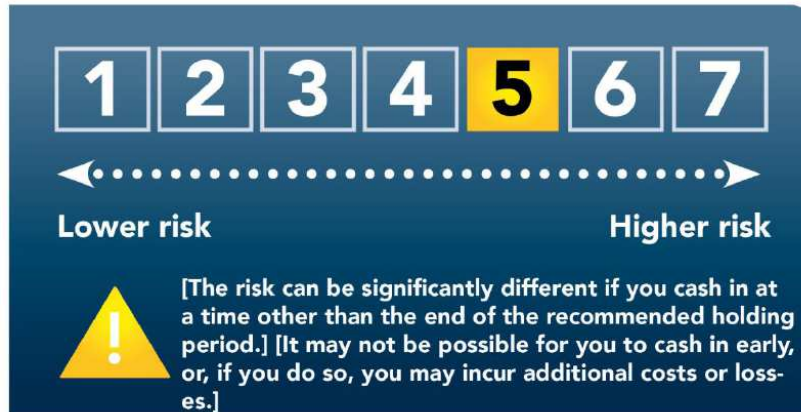 1 2 3 4 5 6 7
Lower risk Higher risk
!
[The risk can be significantly different if you cash in at
a time other than the end of the recommended holding
period.] [It may not be possible for you to cash in early,
or, if you do so, you may incur additional costs or loss-
es.]